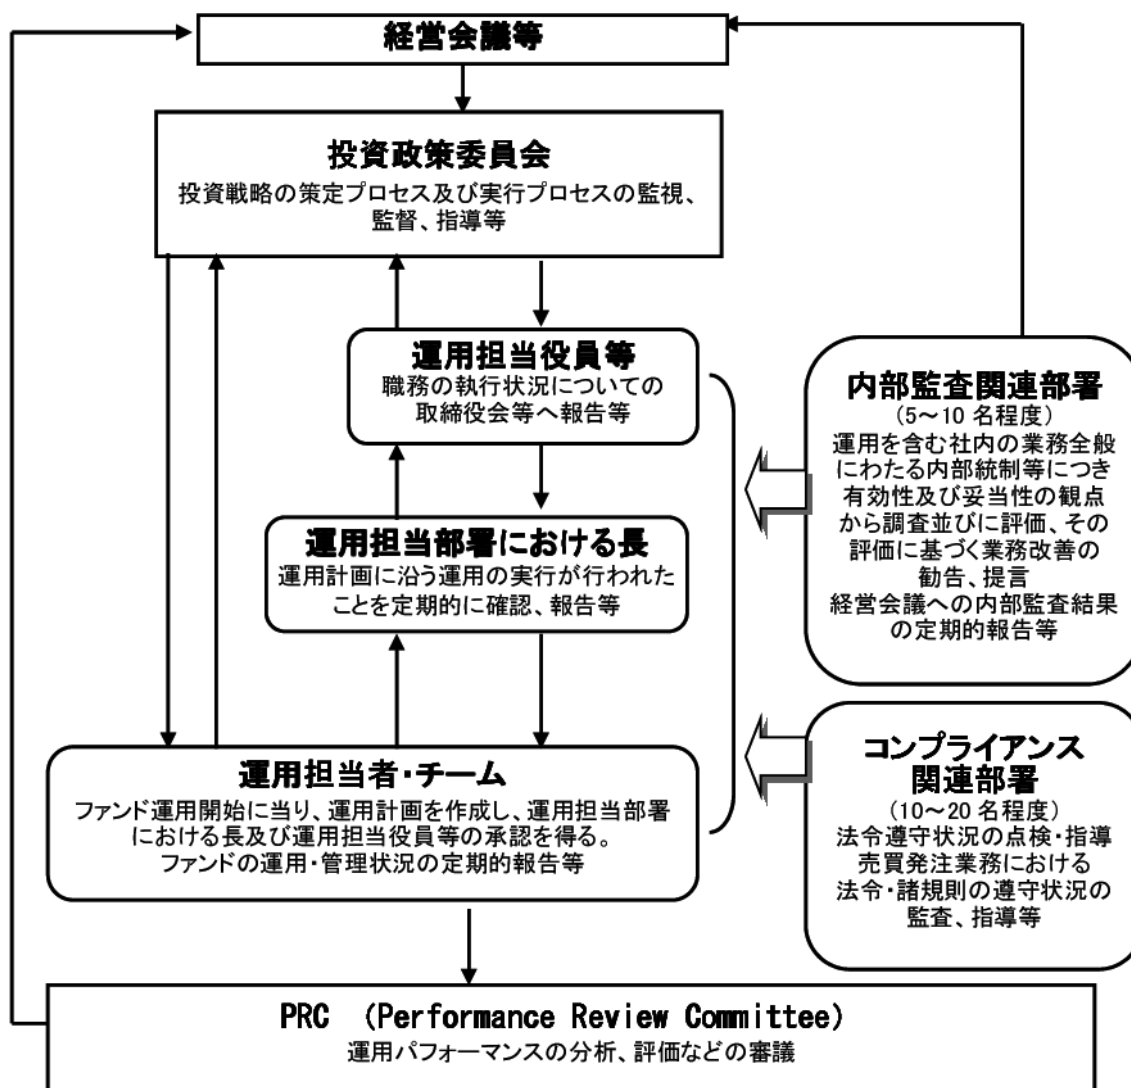 経営会議等
投資政策委員会
投資戦略の策定プロセス及び実行プロセスの監視、
監督、指導等
運用担当役員等
職務の執行状況についての
取締役会等へ報告等
運用担当部署における長
運用計画に沿う運用の実行が行われた
ことを定期的に確認、報告等
運用担当者・チーム
ファンド運用開始に当り、運用計画を作成し、運用担当部署
における長及び運用担当役員等の承認を得る。
ファンドの運用・管理状況の定期的報告等
内部監査関連部署
(5～10 名程度)
運用を含む社内の業務全般
にわたる内部統制等につき
有効性及び妥当性の観点
から調査並びに評価、その
評価に基づく業務改善の
勧告、提言
経営会議への内部監査結果
の定期的報告等
コンプライアンス
関連部署
(10～20 名程度)
法令遵守状況の点検・指導
売買発注業務における
法令・諸規則の遵守状況の
監査、指導等
PRC (Performance Review Committee)
運用パフォーマンスの分析、評価などの審議